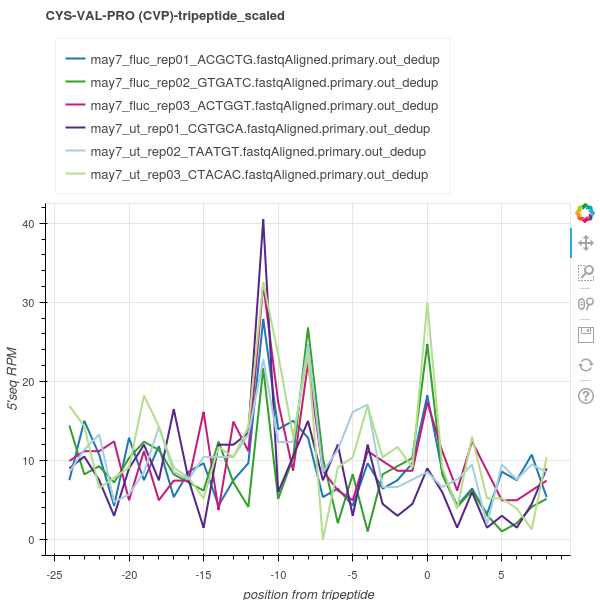 CYS-VAL-PRO (CVP)-tripeptide_scaled
may7_fluc_rep01_ACGCTG.fastqAligned.primary.out_dedup
may7_fluc_rep02_GTGATC.fastqAligned.primary.out_dedup
may7_fluc_rep03_ACTGGT.fastqAligned.primary.out_dedup
may7_ut_rep01_CGTGCA.fastqAligned.primary.out_dedup
may7_ut_rep02_TAATGT.fastqAligned.primary.out_dedup
may7_ut_rep03_CTACAC.fastqAligned.primary.out_dedup
40
30
20
10
0
5'seq RPM
-25 -20 -15 -10 -5 0 5
position from tripeptide